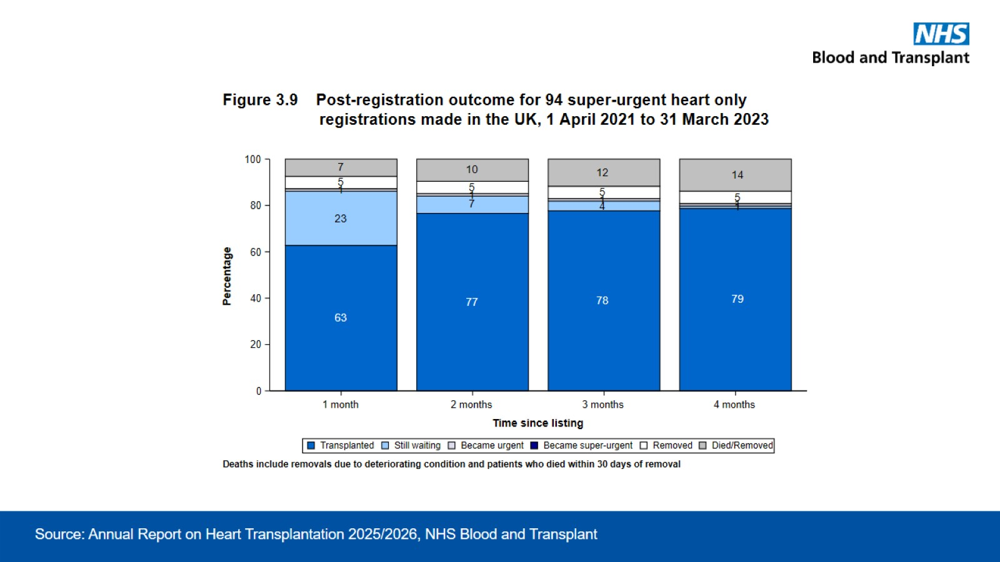 NHS
Blood and Transplant
Figure 3.9 Post-registration outcome for 94 super-urgent heart only
registrations made in the UK, 1 April 2021 to 31 March 2023
Percentage
100
80
60
40
20
0
7
5
1
23
63
10
5
1
7
77
12
5
1
4
78
14
5
1
1
79
1 month
2 months
3 months
4 months
Time since listing
Transplanted Still waiting Became urgent Became super-urgent Removed Died/Removed
Deaths include removals due to deteriorating condition and patients who died within 30 days of removal
Source: Annual Report on Heart Transplantation 2025/2026, NHS Blood and Transplant